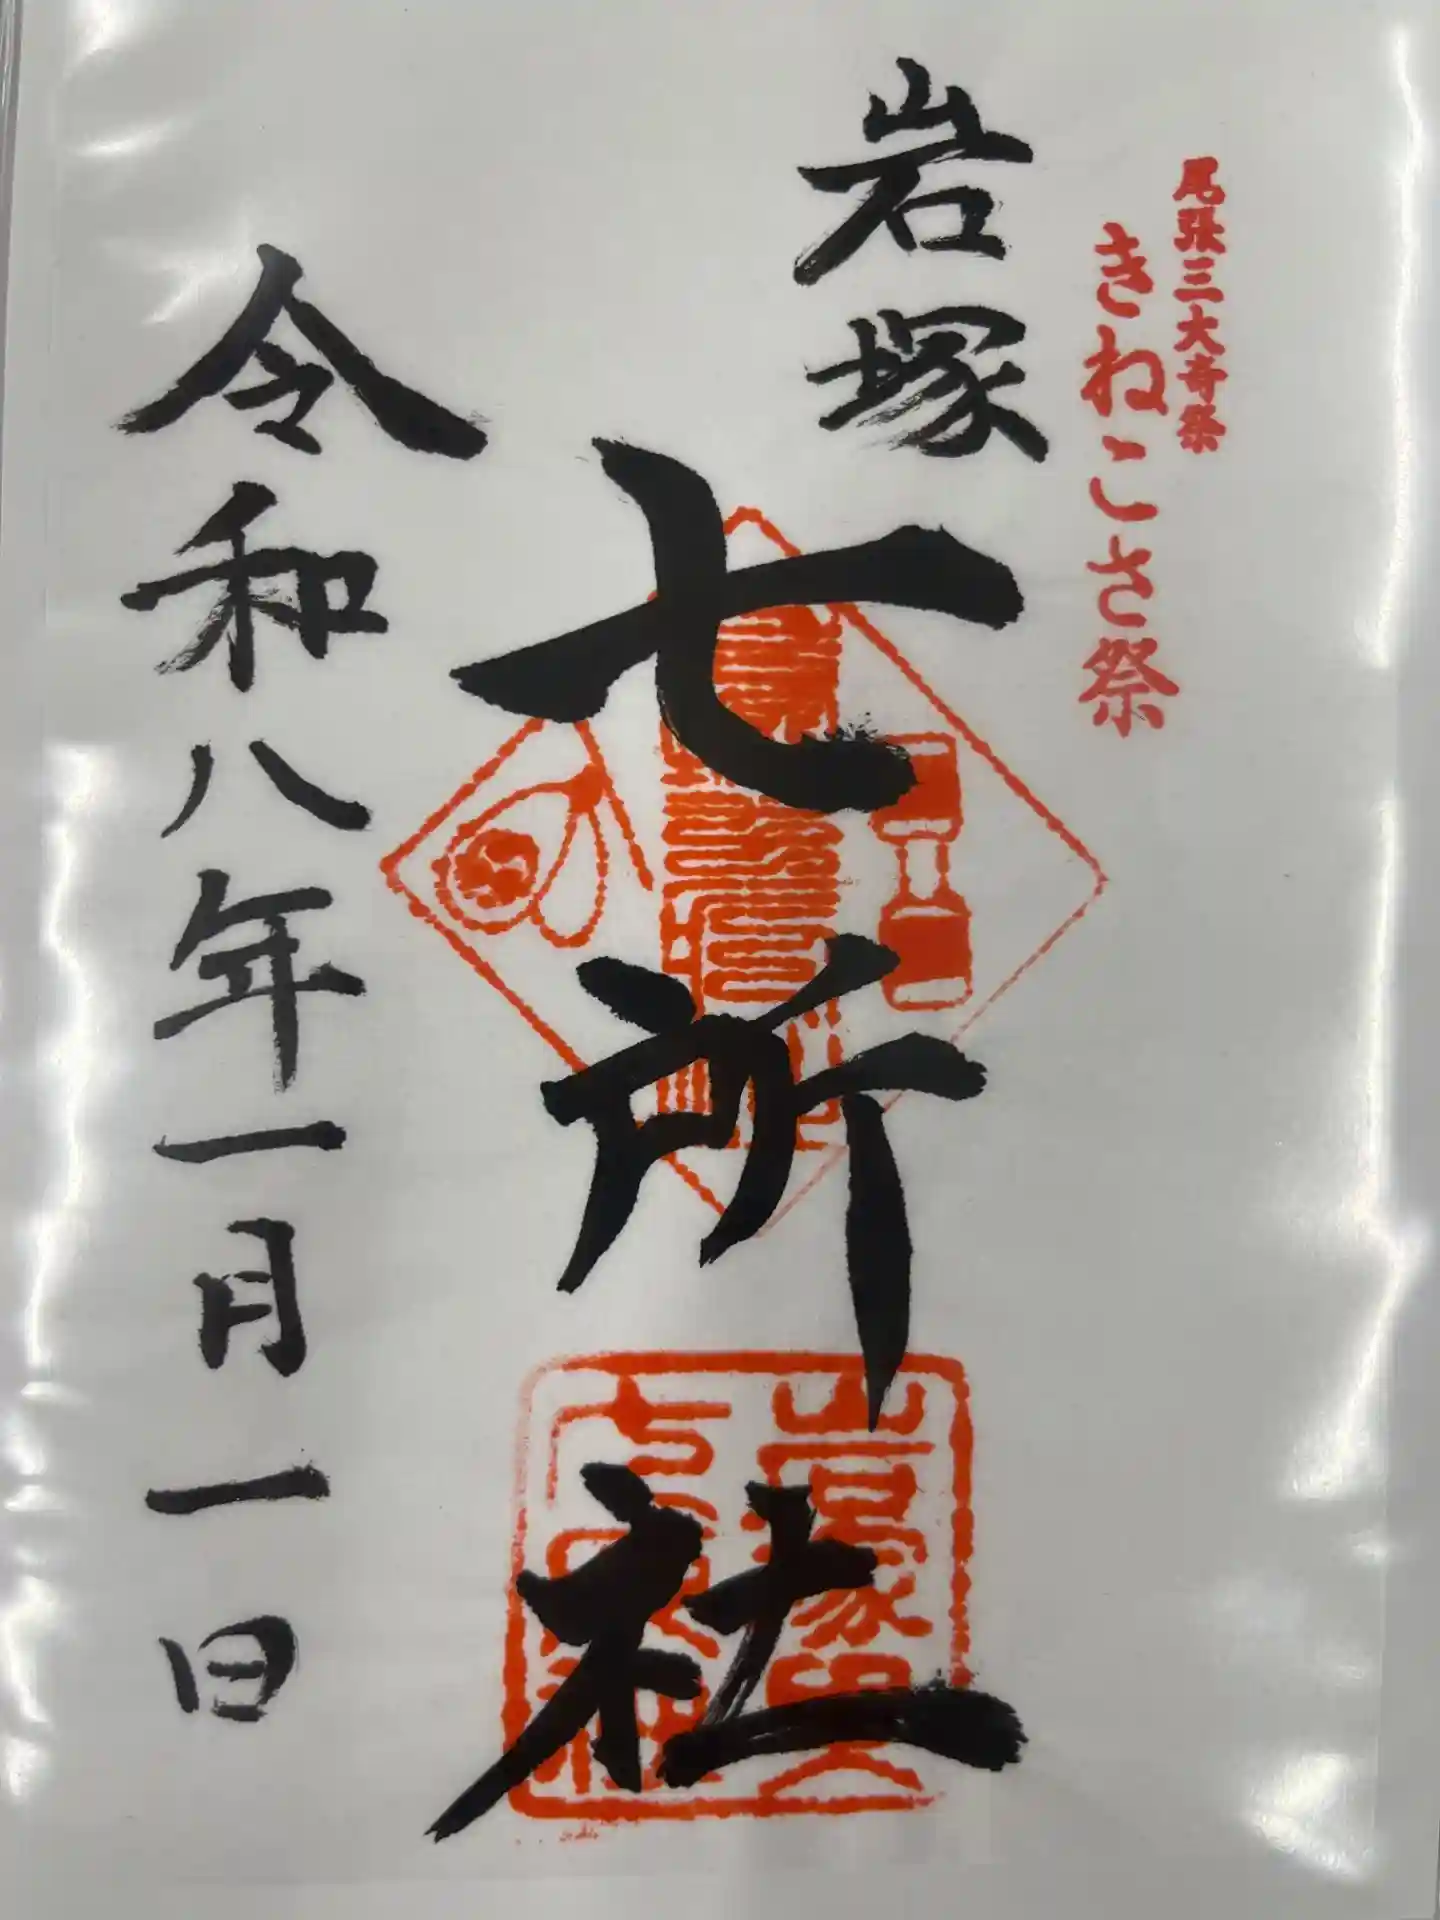 尾張三大奇祭
きねこさ祭
岩塚
七所社
令和八年一月一日